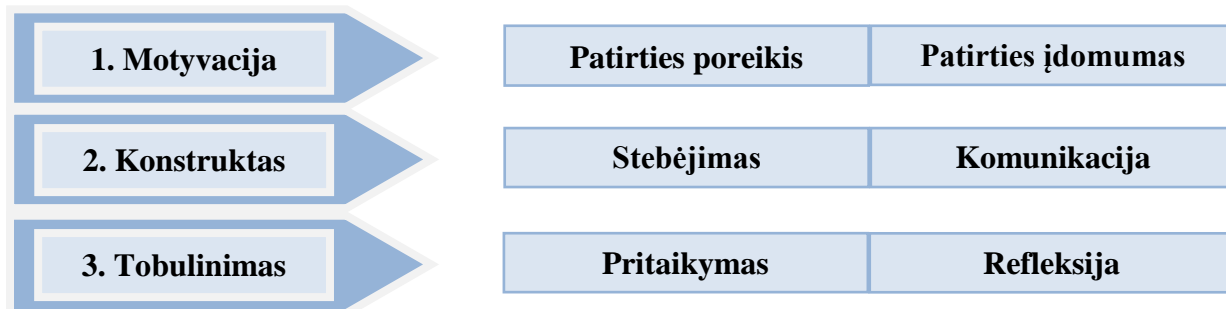 1. Motyvacija
Patirties poreikis
Patirties įdomumas
2. Konstruktas
Stebėjimas
Komunikacija
3. Tobulinimas
Pritaikymas
Refleksija